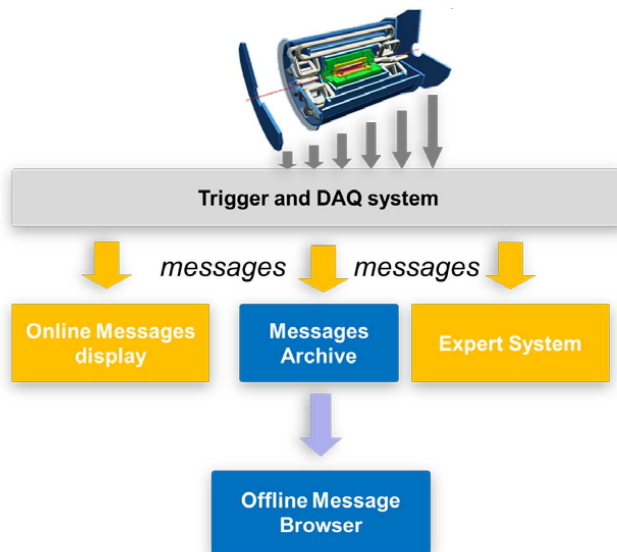 Trigger and DAQ system
messages messages
Online Messages
display
Messages
Archive
Expert System
Offline Message
Browser